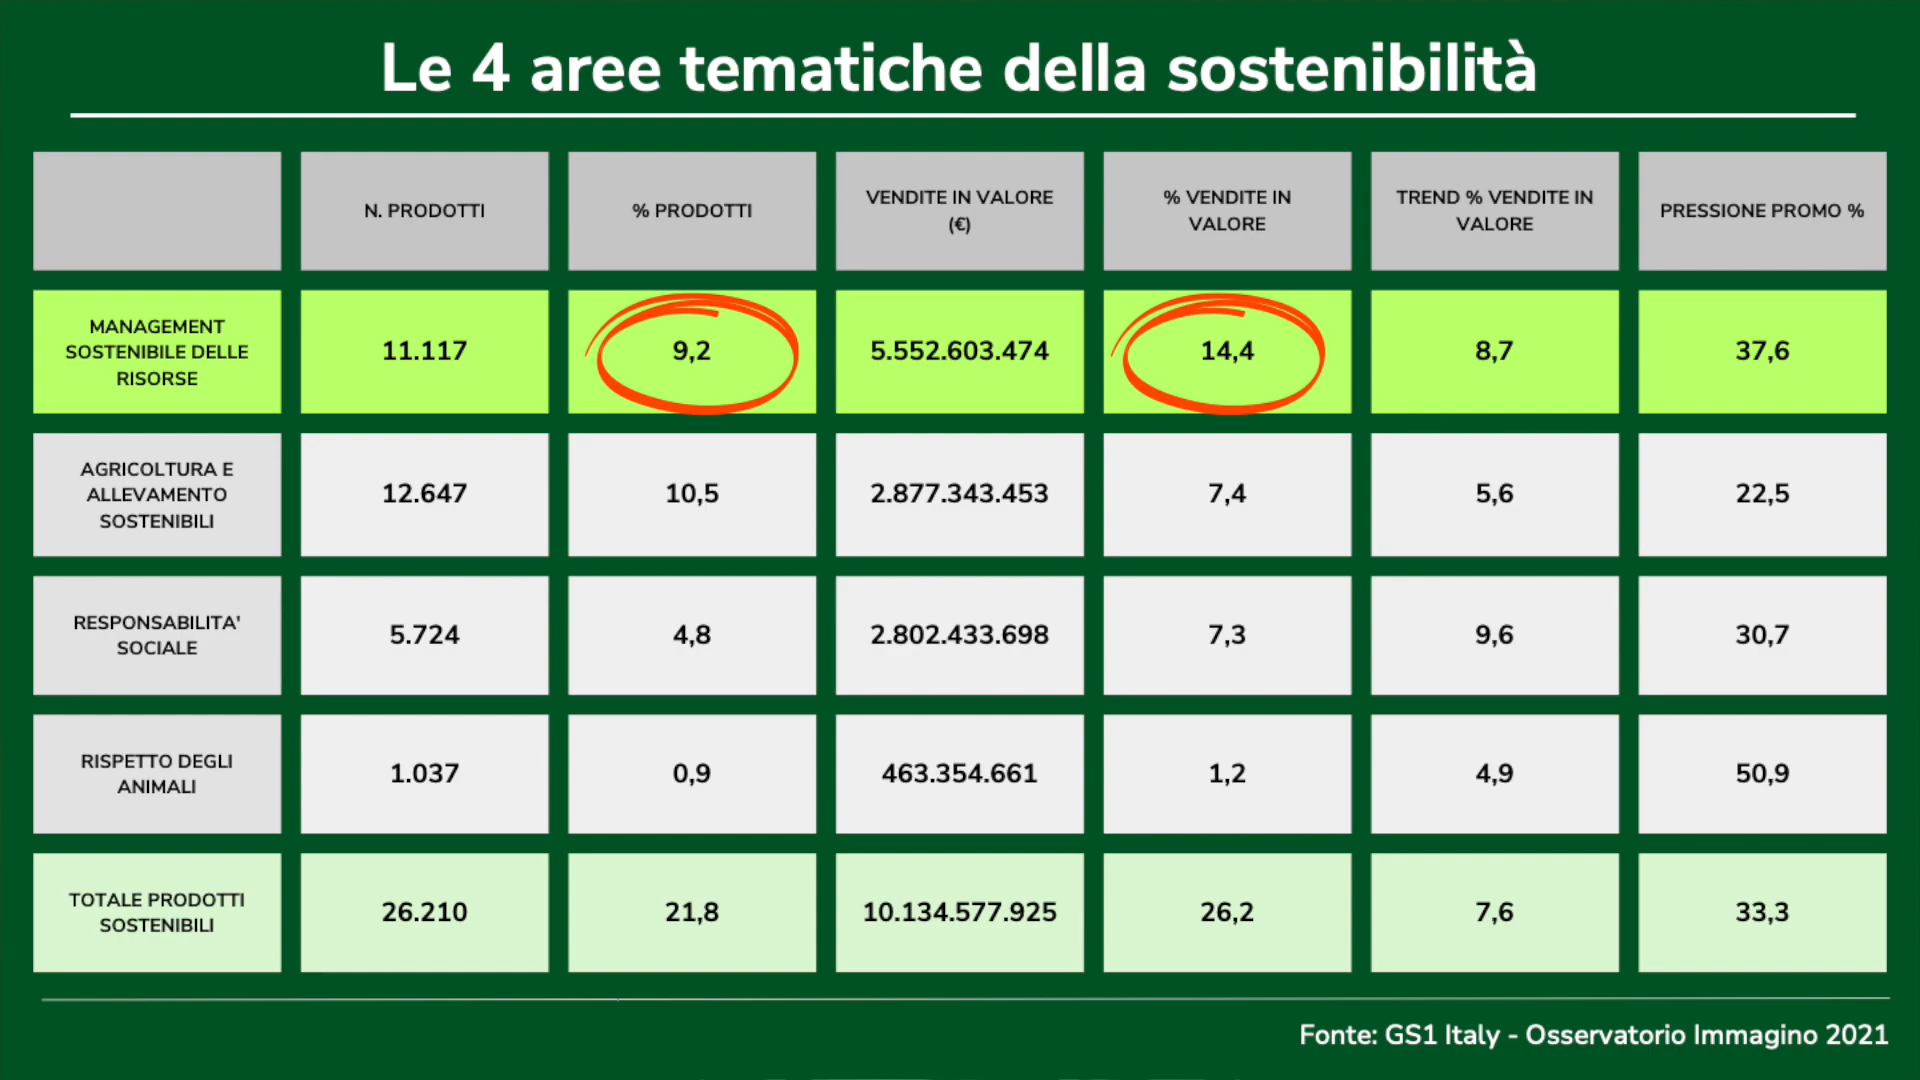 Le 4 aree tematiche della sostenibilità
N. PRODOTTI
% PRODOTTI
VENDITE IN VALORE
(€)
% VENDITE IN
VALORE
TREND % VENDITE IN
VALORE
PRESSIONE PROMO %
MANAGEMENT
SOSTENIBILE DELLE
RISORSE
11.117
9,2
5.552.603.474
14,4
8,7
37,6
AGRICOLTURA E
ALLEVAMENTO
SOSTENIBILI
12.647
10,5
2.877.343.453
7,4
5,6
22,5
RESPONSABILITA'
SOCIALE
5.724
4,8
2.802.433.698
7,3
9,6
30,7
RISPETTO DEGLI
ANIMALI
1.037
0,9
463.354.661
1,2
4,9
50,9
TOTALE PRODOTTI
SOSTENIBILI
26.210
21,8
10.134.577.925
26,2
7,6
33,3
Fonte: GS1 Italy - Osservatorio Immagino 2021